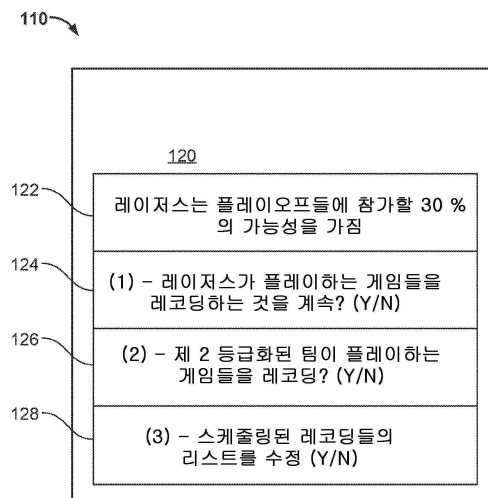 110
120
122
레이저스는 플레이오프들에 참가할 30 %
의 가능성을 가짐
124
(1) - 레이저스가 플레이하는 게임들을
레코딩하는 것을 계속? (Y/N)
126
(2) - 제 2 등급화된 팀이 플레이하는
게임들을 레코딩? (Y/N)
128
(3) - 스케줄링된 레코딩들의
리스트를 수정 (Y/N)